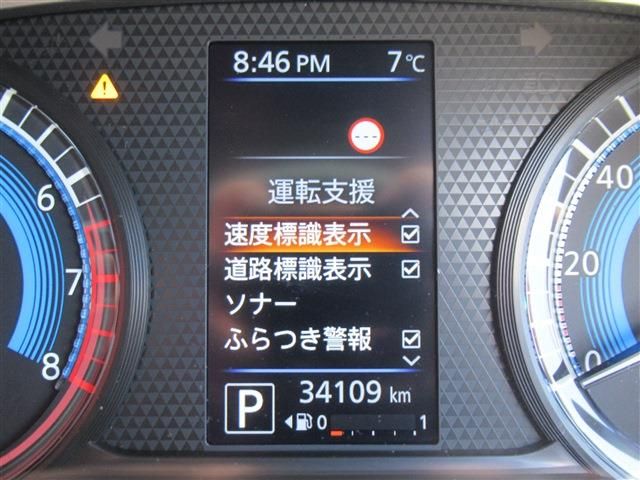 8:46 PM 7℃
---
運転支援
速度標識表示
道路標識表示
ソナー
ふらつき警報
P 34109 km
0 1
6
7
8
40
20
0